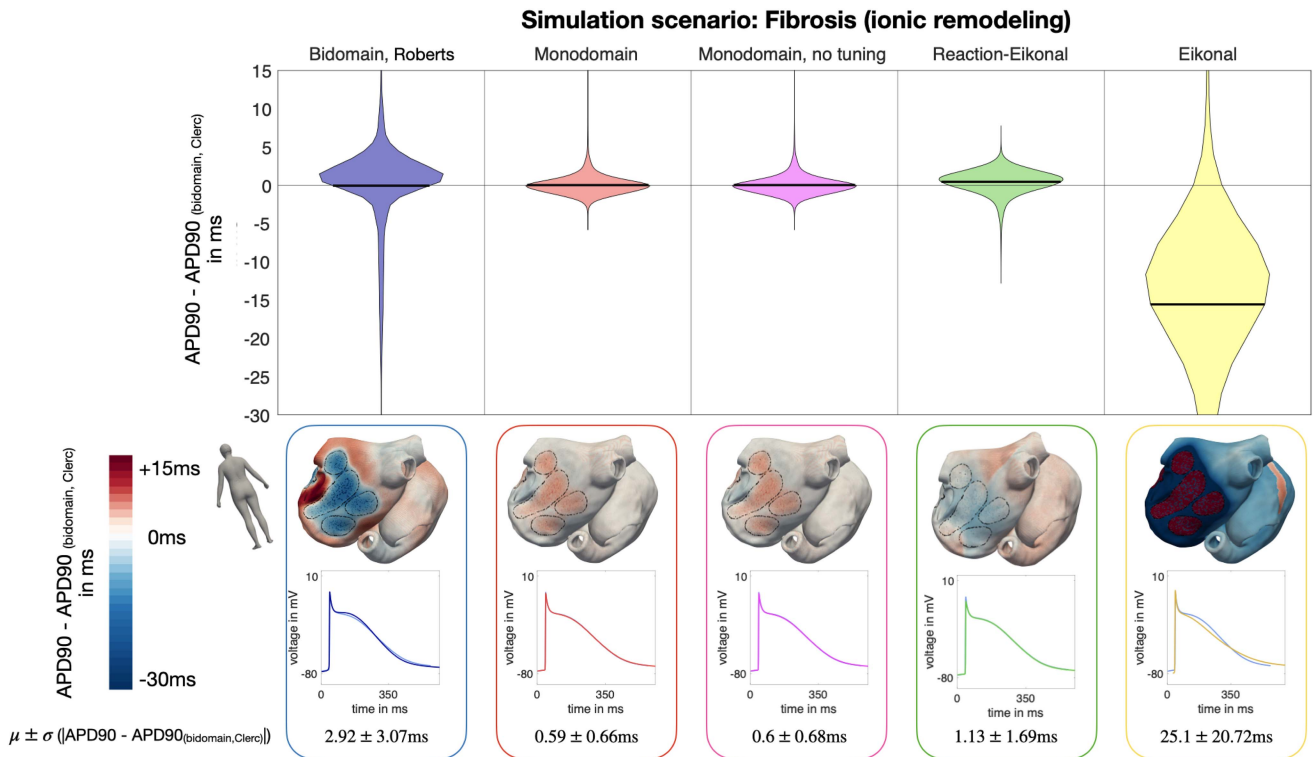 Simulation scenario: Fibrosis (ionic remodeling)
Bidomain, Roberts
Monodomain
Monodomain, no tuning
Reaction-Eikonal
Eikonal
APD90 - APD90 (bidomain, Clerc)
in ms
15
10
5
0
-5
-10
-15
-20
-25
-30
APD90 - APD90 (bidomain, Clerc)
in ms
+15ms
0ms
-30ms
voltage in mV
10
-80
0
350
time in ms
voltage in mV
10
-80
0
350
time in ms
voltage in mV
10
-80
0
350
time in ms
voltage in mV
10
-80
0
350
time in ms
voltage in mV
10
-80
0
350
time in ms
μ ± σ (|APD90 - APD90(bidomain,Clerc)|)
2.92 ± 3.07ms
0.59 ± 0.66ms
0.6 ± 0.68ms
1.13 ± 1.69ms
25.1 ± 20.72ms